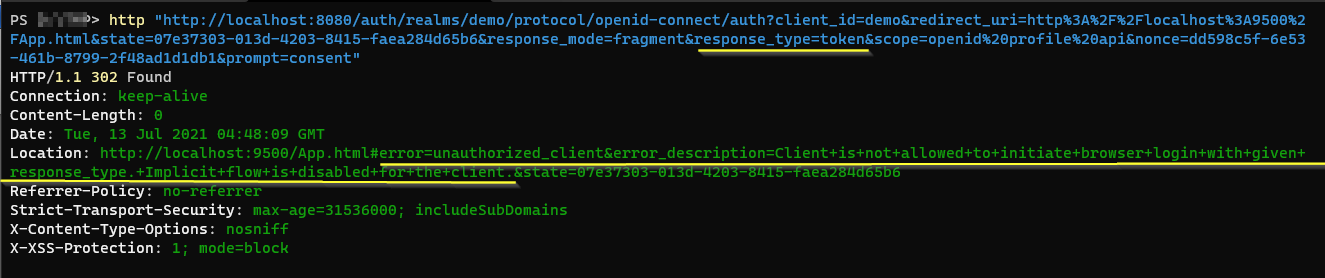 PS > http "http://localhost:8080/auth/realms/demo/protocol/openid-connect/auth?client_id=demo&redirect_uri=http%3A%2F%2Flocalhost%3A9500%2
FApp.html&state=07e37303-013d-4203-8415-faea284d65b6&response_mode=fragment&response_type=token&scope=openid%20profile%20api&nonce=dd598c5f-6e53
-461b-8799-2f48ad1d1db1&prompt=consent"
HTTP/1.1 302 Found
Connection: keep-alive
Content-Length: 0
Date: Tue, 13 Jul 2021 04:48:09 GMT
Location: http://localhost:9500/App.html#error=unauthorized_client&error_description=Client+is+not+allowed+to+initiate+browser+login+with+given+
response_type.+Implicit+flow+is+disabled+for+the+client.&state=07e37303-013d-4203-8415-faea284d65b6
Referrer-Policy: no-referrer
Strict-Transport-Security: max-age=31536000; includeSubDomains
X-Content-Type-Options: nosniff
X-XSS-Protection: 1; mode=block